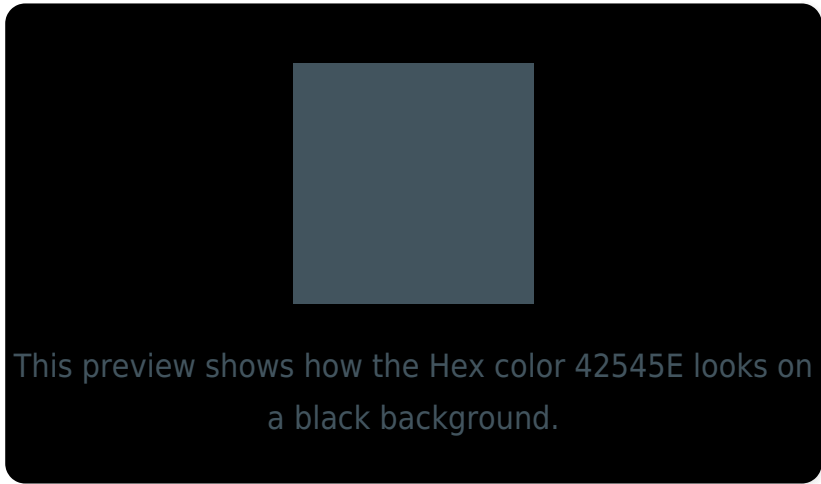 This preview shows how the Hex color 42545E looks on
a black background.